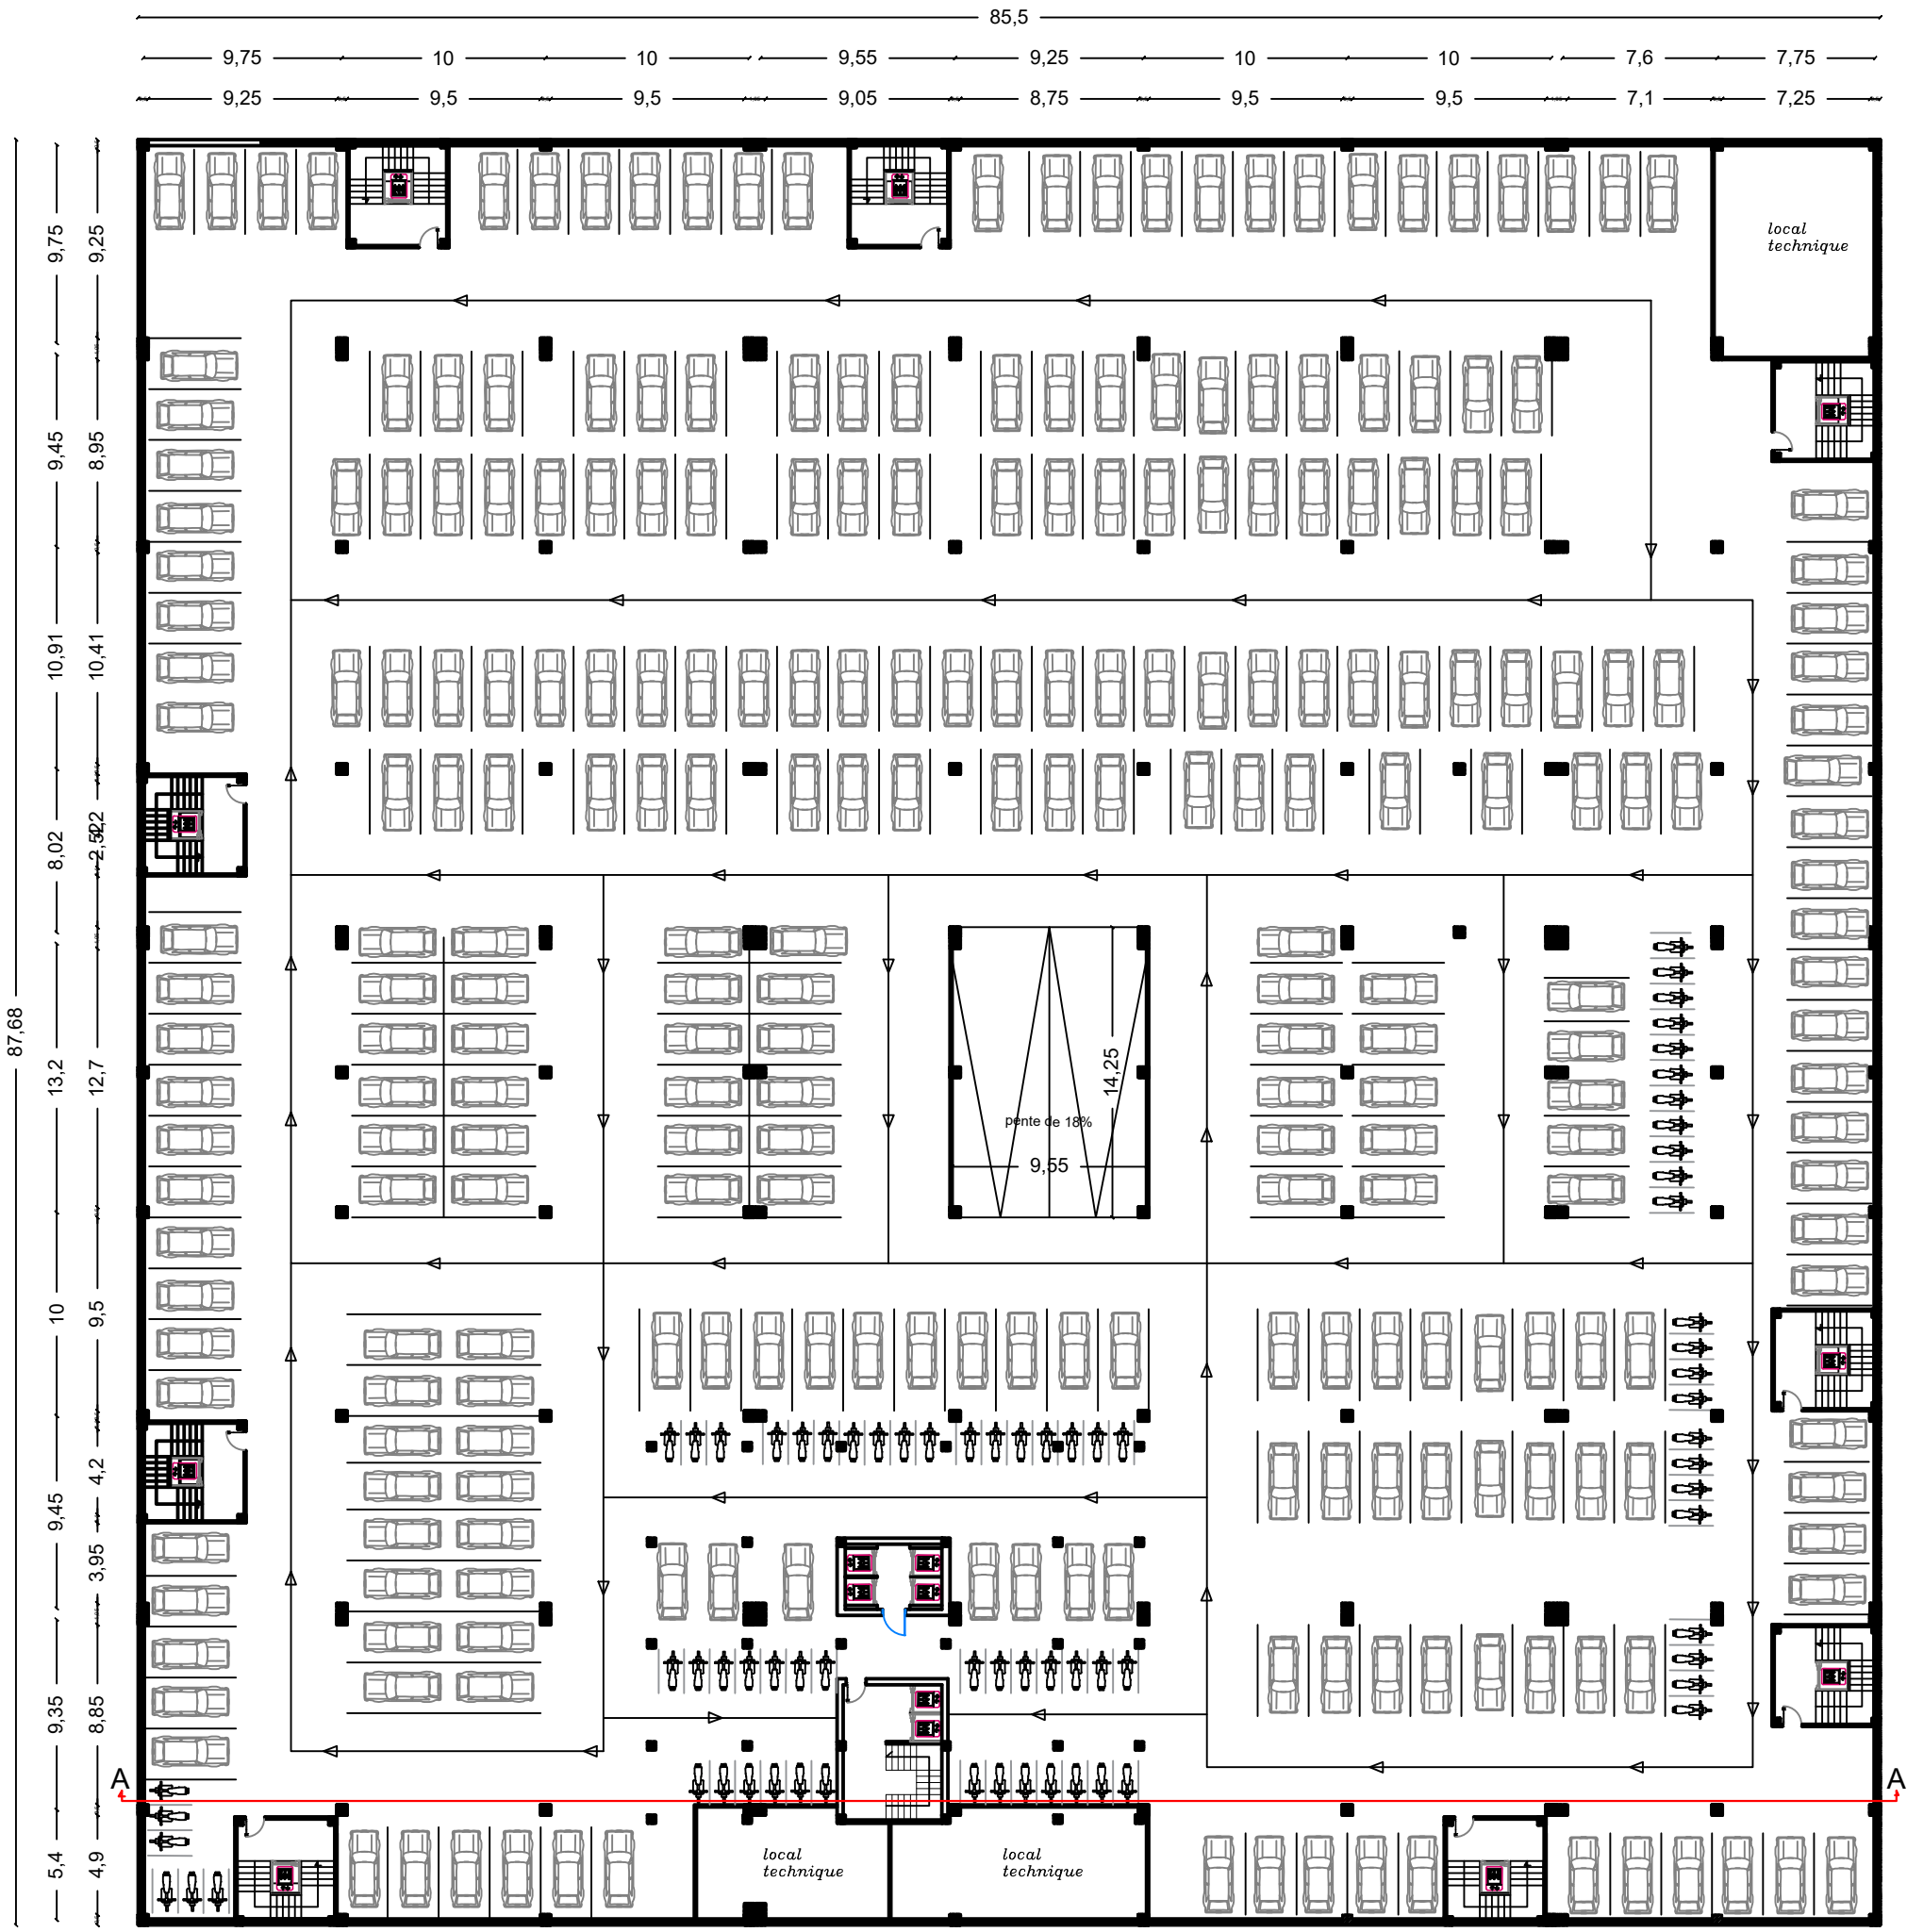 85,5
9,75 10 10 9,55 9,25 10 10 7,6 7,75
9,25 9,5 9,5 9,05 8,75 9,5 9,5 7,1 7,25
9,75 9,25
local
technique
9,45 8,95
10,91 10,41
8,02
87,68
13,2 12,7
14,25
pente de 18%
9,55
10 9,5
9,45 4,2
3,95
9,35 8,85
A A
5,4 4,9
local
technique
local
technique